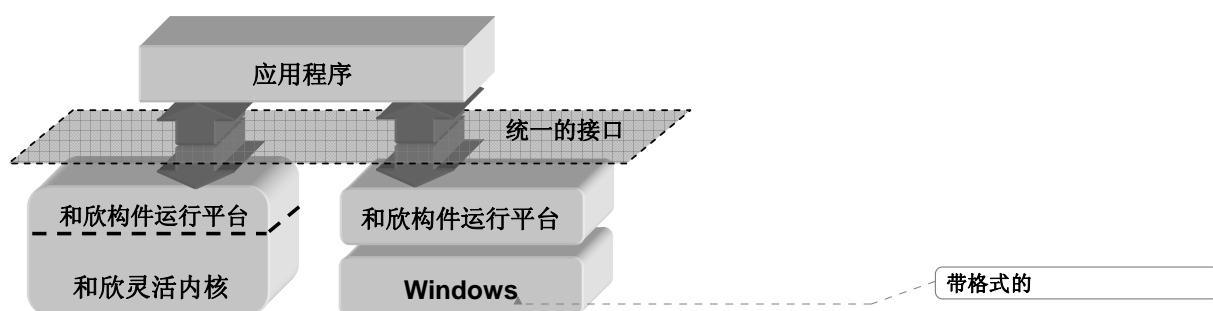 应用程序
统一的接口
和欣构件运行平台
和欣构件运行平台
和欣灵活内核
Windows
带格式的